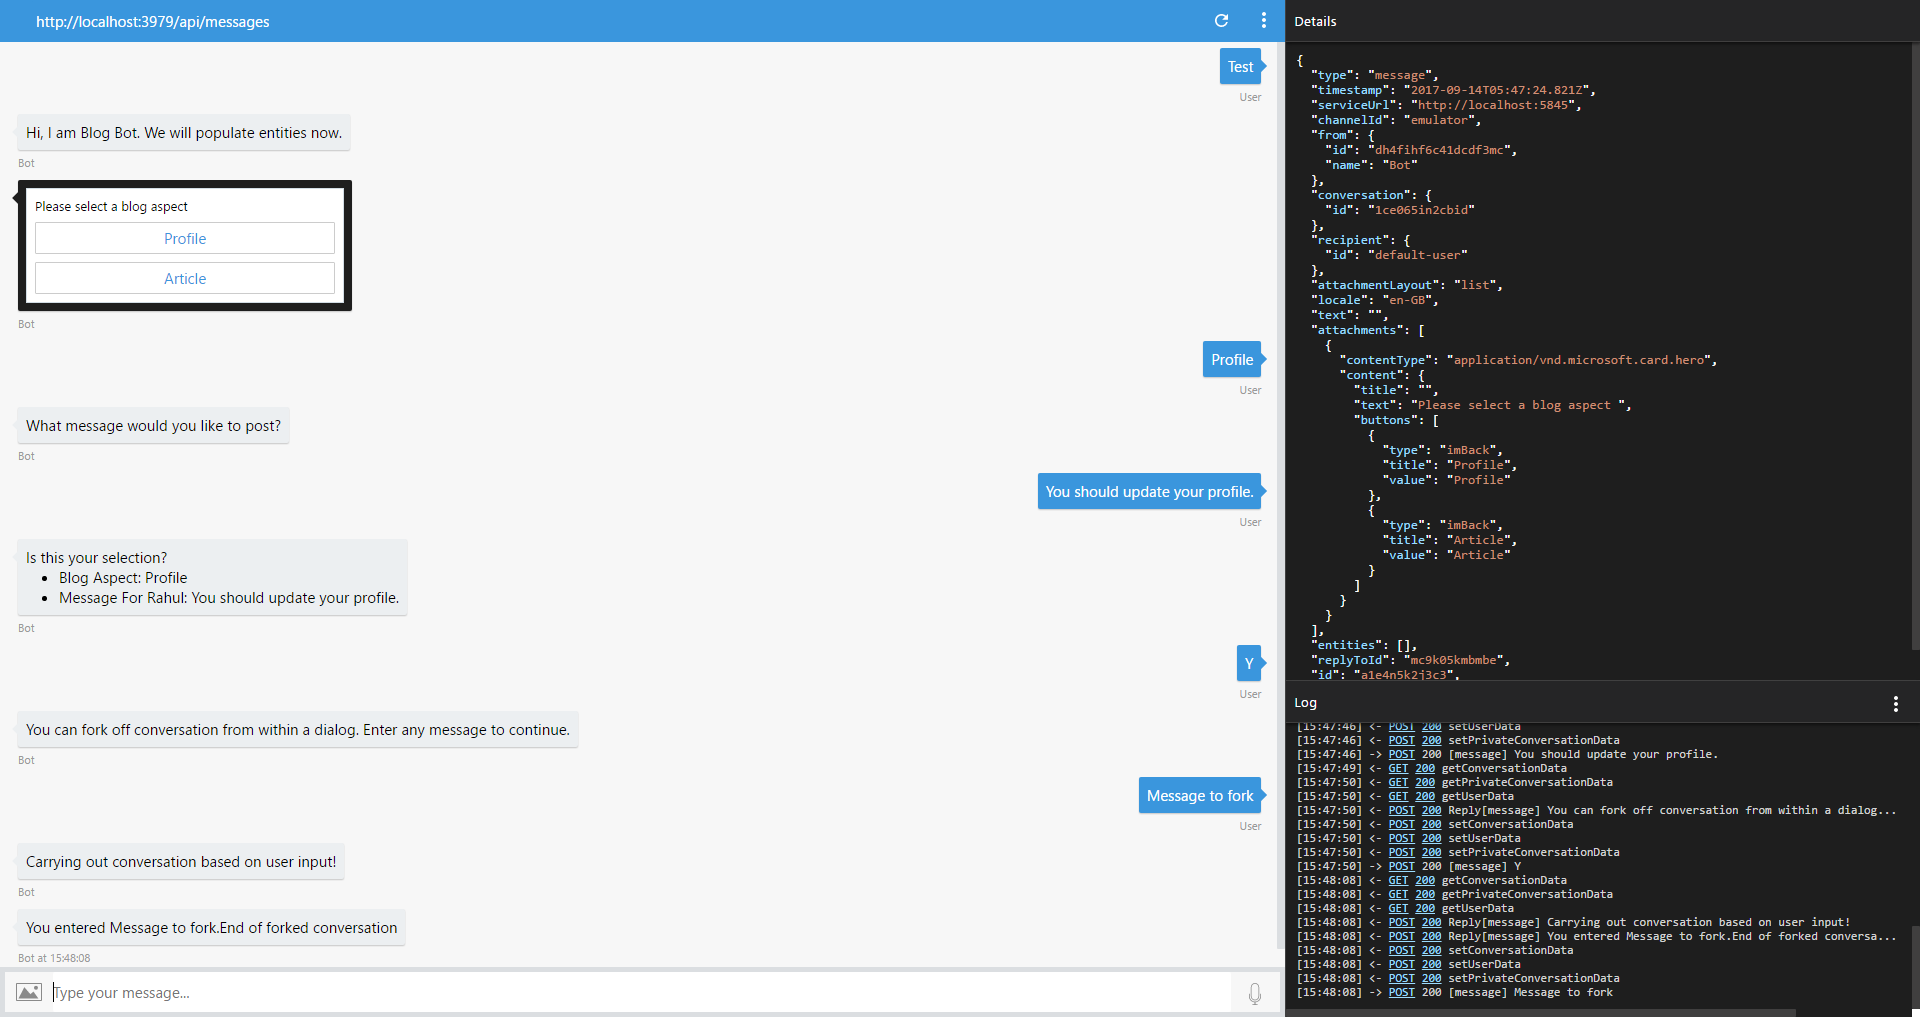 http://localhost:3979/api/messages
Test
User
Hi, I am Blog Bot. We will populate entities now.
Bot
Please select a blog aspect
Profile
Article
Bot
Profile
User
What message would you like to post?
Bot
You should update your profile.
User
Is this your selection?
• Blog Aspect: Profile
• Message For Rahul: You should update your profile.
Bot
Y
User
You can fork off conversation from within a dialog. Enter any message to continue.
Bot
Message to fork
User
Carrying out conversation based on user input!
Bot
You entered Message to fork.End of forked conversation
Bot at 15:48:08
Type your message...
Details
{
"type": "message",
"timestamp": "2017-09-14T05:47:24.821Z",
"serviceUrl": "http://localhost:5845",
"channelId": "emulator",
"from": {
"id": "dh4fihf6c41dcdf3mc",
"name": "Bot"
},
"conversation": {
"id": "1ce065in2cbid"
},
"recipient": {
"id": "default-user"
},
"attachmentLayout": "list",
"locale": "en-GB",
"text": "",
"attachments": [
{
"contentType": "application/vnd.microsoft.card.hero",
"content": {
"title": "",
"text": "Please select a blog aspect ",
"buttons": [
{
"type": "imBack",
"title": "Profile",
"value": "Profile"
},
{
"type": "imBack",
"title": "Article",
"value": "Article"
}
]
}
}
],
"entities": [],
"replyToId": "mc9k05kmbmbe",
"id": "a1e4n5k2j3c3",
Log
[15:47:46] <- POST 200 setUserData
[15:47:46] <- POST 200 setPrivateConversationData
[15:47:46] -> POST 200 [message] You should update your profile.
[15:47:49] <- GET 200 getConversationData
[15:47:50] <- GET 200 getPrivateConversationData
[15:47:50] <- GET 200 getUserData
[15:47:50] <- POST 200 Reply[message] You can fork off conversation from within a dialog...
[15:47:50] <- POST 200 setConversationData
[15:47:50] <- POST 200 setUserData
[15:47:50] <- POST 200 setPrivateConversationData
[15:47:50] -> POST 200 [message] Y
[15:48:08] <- GET 200 getConversationData
[15:48:08] <- GET 200 getPrivateConversationData
[15:48:08] <- GET 200 getUserData
[15:48:08] <- POST 200 Reply[message] Carrying out conversation based on user input!
[15:48:08] <- POST 200 Reply[message] You entered Message to fork.End of forked conversa...
[15:48:08] <- POST 200 setConversationData
[15:48:08] <- POST 200 setUserData
[15:48:08] <- POST 200 setPrivateConversationData
[15:48:08] -> POST 200 [message] Message to fork